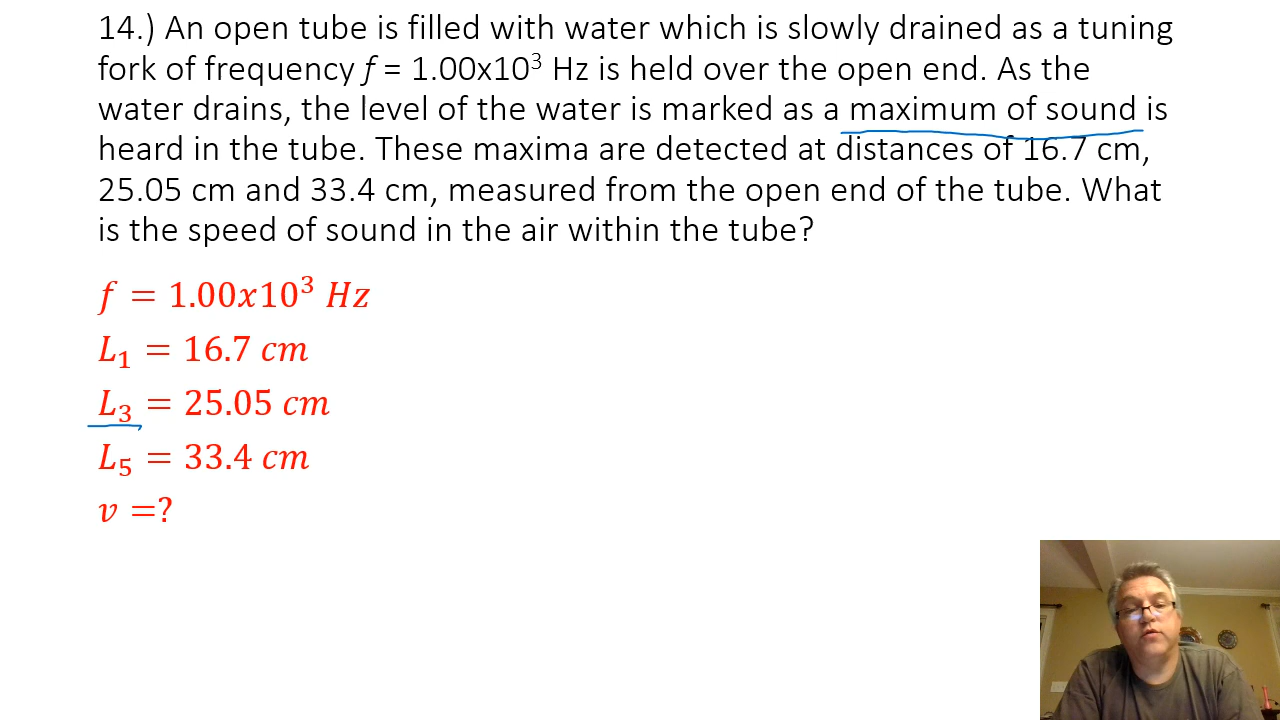 14.) An open tube is filled with water which is slowly drained as a tuning
fork of frequency f = 1.00x10³ Hz is held over the open end. As the
water drains, the level of the water is marked as a maximum of sound is
heard in the tube. These maxima are detected at distances of 16.7 cm,
25.05 cm and 33.4 cm, measured from the open end of the tube. What
is the speed of sound in the air within the tube?
f = 1.00x10³ Hz
L₁ = 16.7 cm
L₃ = 25.05 cm
L₅ = 33.4 cm
v =?